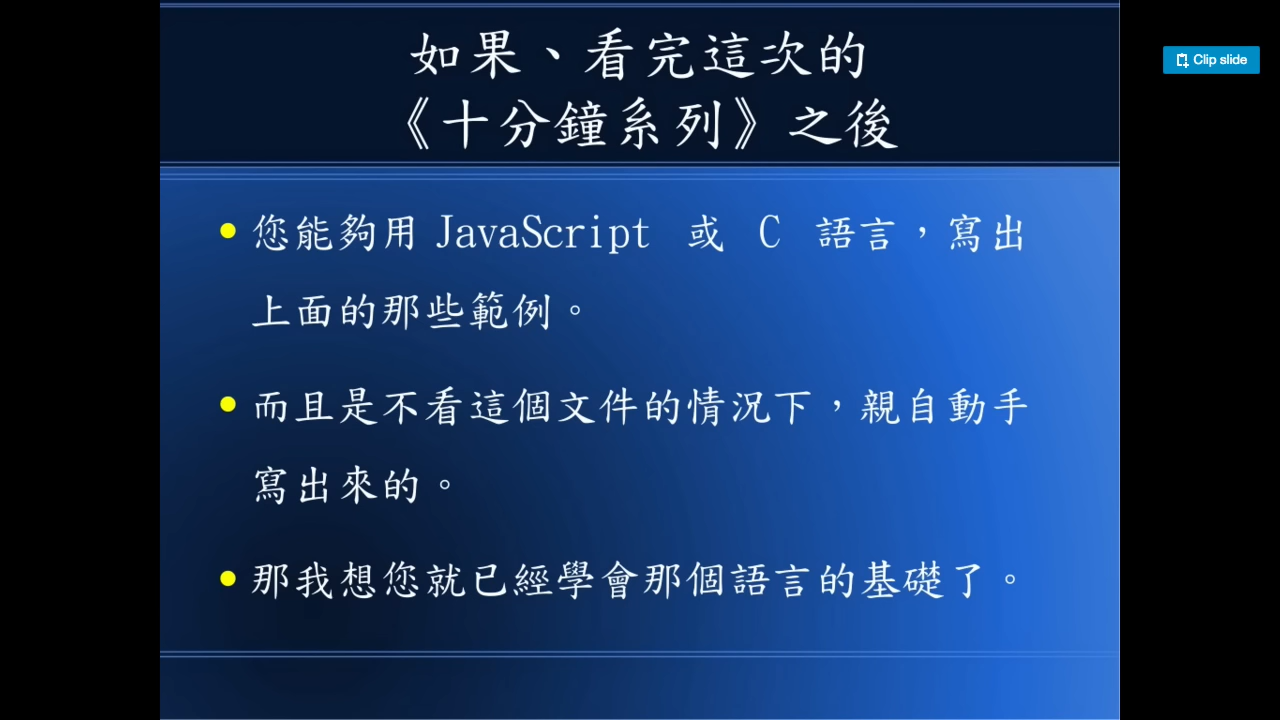 如果、看完這次的
《十分鐘系列》之後
Clip slide
您能夠用 JavaScript 或 C 語言，寫出
上面的那些範例。
而且是不看這個文件的情況下，親自動手
寫出來的。
那我想您就已經學會那個語言的基礎了。